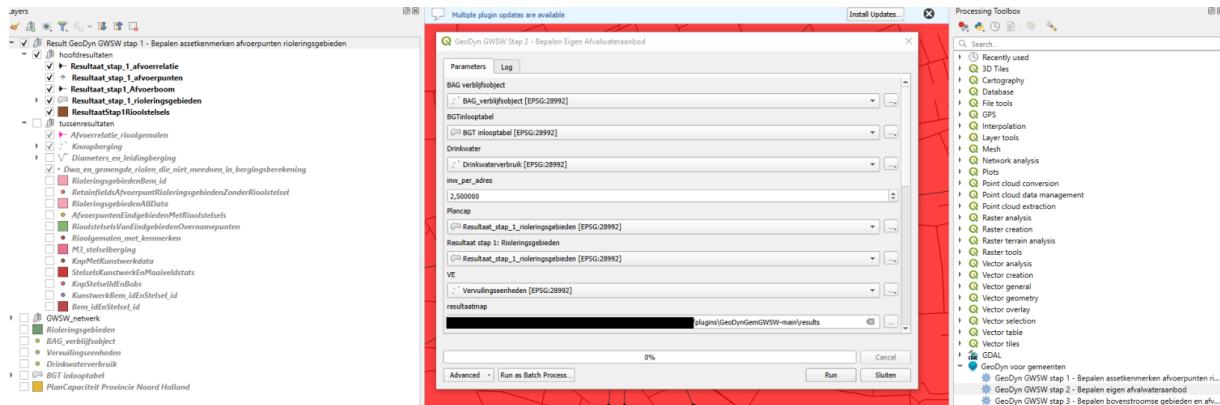 Layers
Result GeoDyn GWSW stap 1 - Bepalen assetkenmerken afvoerpunten rioleringsgebieden
hoofdresultaten
Resultaat_stap_1_afvoerrelatie
Resultaat_stap_1_afvoerpunten
Resultaat_stap1_Afvoerboom
Resultaat_stap_1_rioleringsgebieden
ResultaatStap1Rioolstelsels
tussenresultaten
Afvoerrelatie_rioolgemalen
Knoopberging
Diameters_en_leidingberging
Dwa_en_gemengde_riolen_die_niet_meedoen_in_bergingsberekening
RioleringsgebiedenBem_id
RetainfieldsAfvoerpuntRioleringsgebiedenZonderRioolstelsel
RioleringsgebiedenAllData
AfvoerpuntenEindgebiedenMetRioolstelsels
RioolstelselsVanEindgebiedenOvernamepunten
Rioolgemalen_met_kenmerken
M3_stelselberging
KnpMetKunstwerkdata
StelselsKunstwerkEnMaaiveldstats
KnpStelselIdEnBobs
KunstwerkBem_idEnStelsel_id
Bem_idEnStelsel_id
GWSW_netwerk
Rioleringsgebieden
BAG_verblijfsobject
Vervuilingseenheden
Drinkwaterverbruik
BGT inlooptabel
PlanCapaciteit Provincie Noord Holland
Multiple plugin updates are available
Install Updates...
GeoDyn GWSW Stap 2 - Bepalen Eigen Afvalwateraanbod
Parameters Log
BAG verblijfsobject
BAG_verblijfsobject [EPSG:28992]
BGTinlooptabel
BGT inlooptabel [EPSG:28992]
Drinkwater
Drinkwaterverbruik [EPSG:28992]
inw_per_adres
2,500000
Plancap
Resultaat_stap_1_rioleringsgebieden [EPSG:28992]
Resultaat stap 1: Rioleringsgebieden
Resultaat_stap_1_rioleringsgebieden [EPSG:28992]
VE
Vervuilingseenheden [EPSG:28992]
resultaatmap
\plugins\GeoDynGemGWSW-main\results
0%
Cancel
Advanced Run as Batch Process... Run Sluiten
Processing Toolbox
Search...
Recently used
3D Tiles
Cartography
Database
File tools
GPS
Interpolation
Layer tools
Mesh
Network analysis
Plots
Point cloud conversion
Point cloud data management
Point cloud extraction
Raster analysis
Raster creation
Raster terrain analysis
Raster tools
Vector analysis
Vector creation
Vector general
Vector geometry
Vector overlay
Vector selection
Vector table
Vector tiles
GDAL
GeoDyn voor gemeenten
GeoDyn GWSW stap 1 - Bepalen assetkenmerken afvoerpunten ri...
GeoDyn GWSW stap 2 - Bepalen eigen afvalwateraanbod
GeoDyn GWSW stap 3 - Bepalen bovenstroomse gebieden en afv...